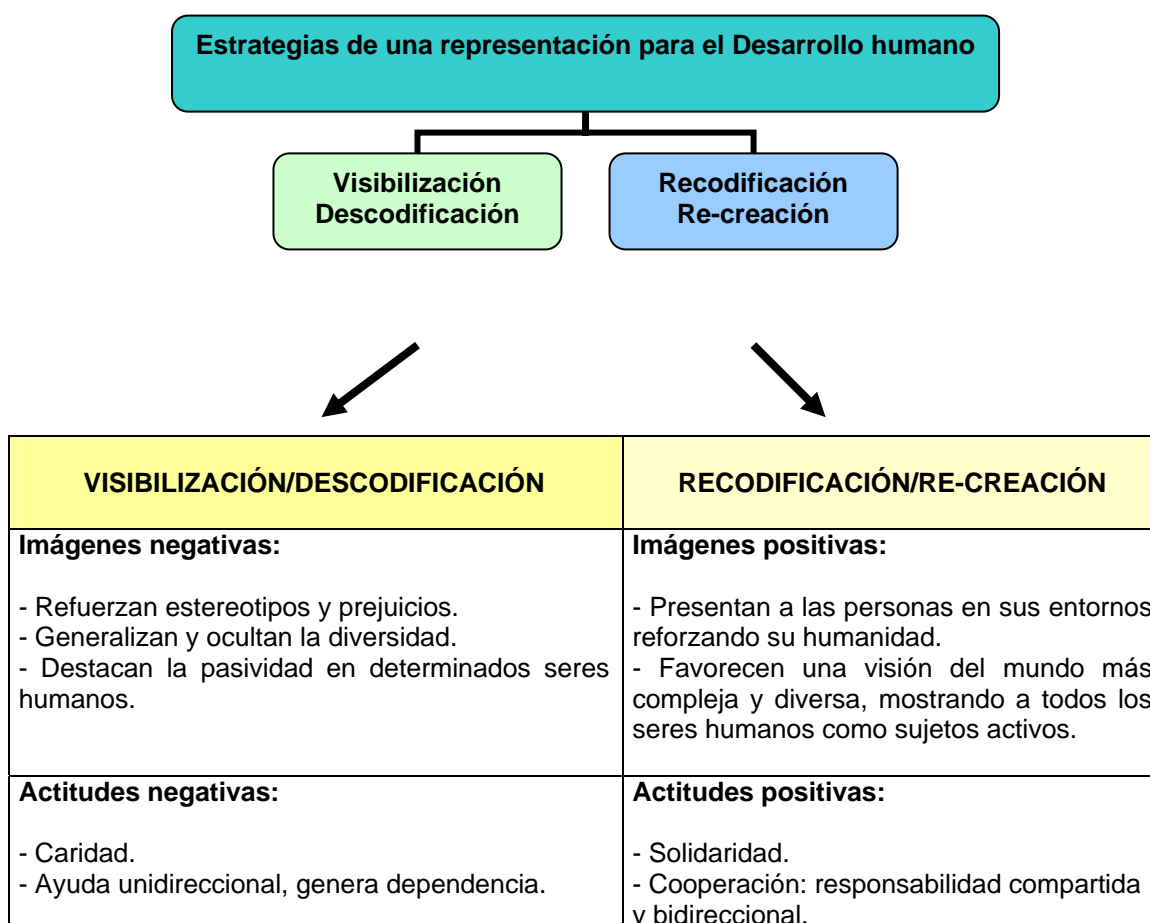 Estrategias de una representación para el Desarrollo humano
Visibilización
Descodificación
Recodificación
Re-creación
VISIBILIZACIÓN/DESCODIFICACIÓN
RECODIFICACIÓN/RE-CREACIÓN
Imágenes negativas:
- Refuerzan estereotipos y prejuicios.
- Generalizan y ocultan la diversidad.
- Destacan la pasividad en determinados seres
humanos.
Imágenes positivas:
- Presentan a las personas en sus entornos
reforzando su humanidad.
- Favorecen una visión del mundo más
compleja y diversa, mostrando a todos los
seres humanos como sujetos activos.
Actitudes negativas:
- Caridad.
- Ayuda unidireccional, genera dependencia.
Actitudes positivas:
- Solidaridad.
- Cooperación: responsabilidad compartida
y bidireccional.